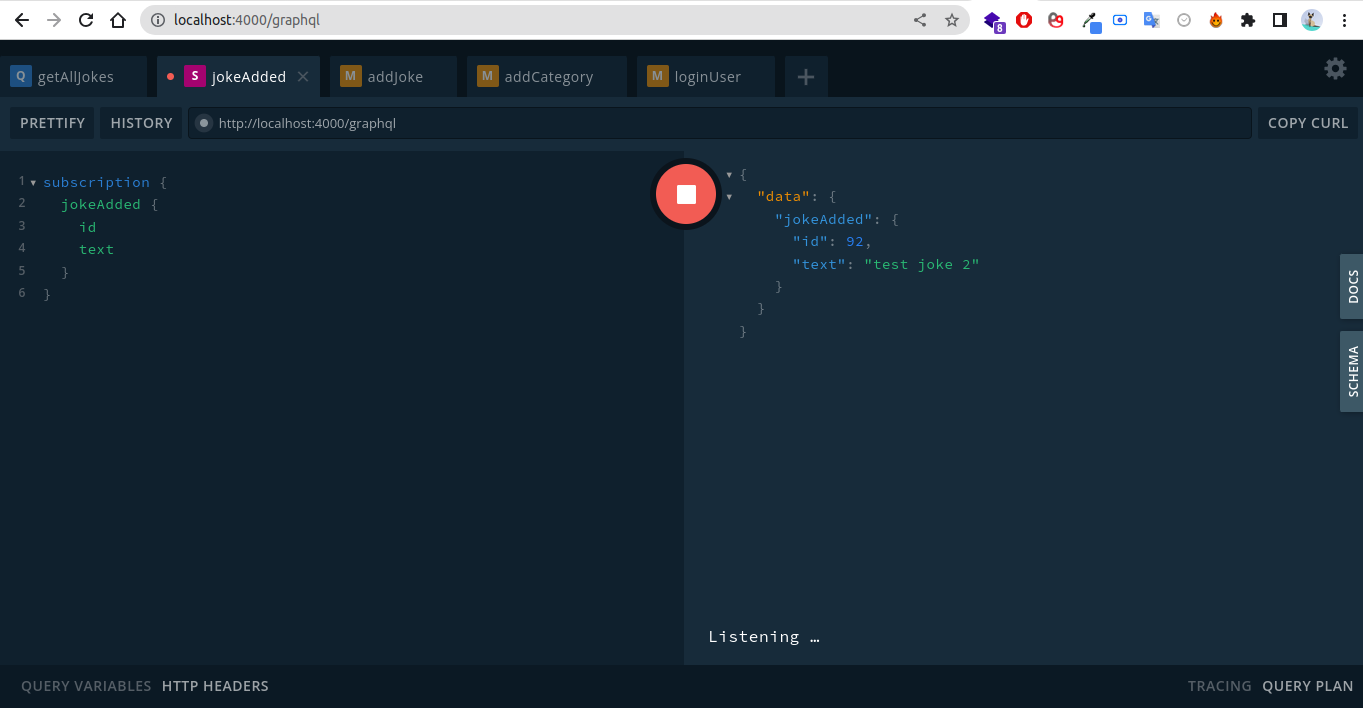 localhost:4000/graphql
8
Q getAllJokes
S jokeAdded
M addJoke
M addCategory
M loginUser
PRETTIFY
HISTORY
http://localhost:4000/graphql
COPY CURL
1 subscription {
2 jokeAdded {
3 id
4 text
5 }
6 }
{
"data": {
"jokeAdded": {
"id": 92,
"text": "test joke 2"
}
}
}
DOCS
SCHEMA
Listening …
QUERY VARIABLES HTTP HEADERS
TRACING QUERY PLAN